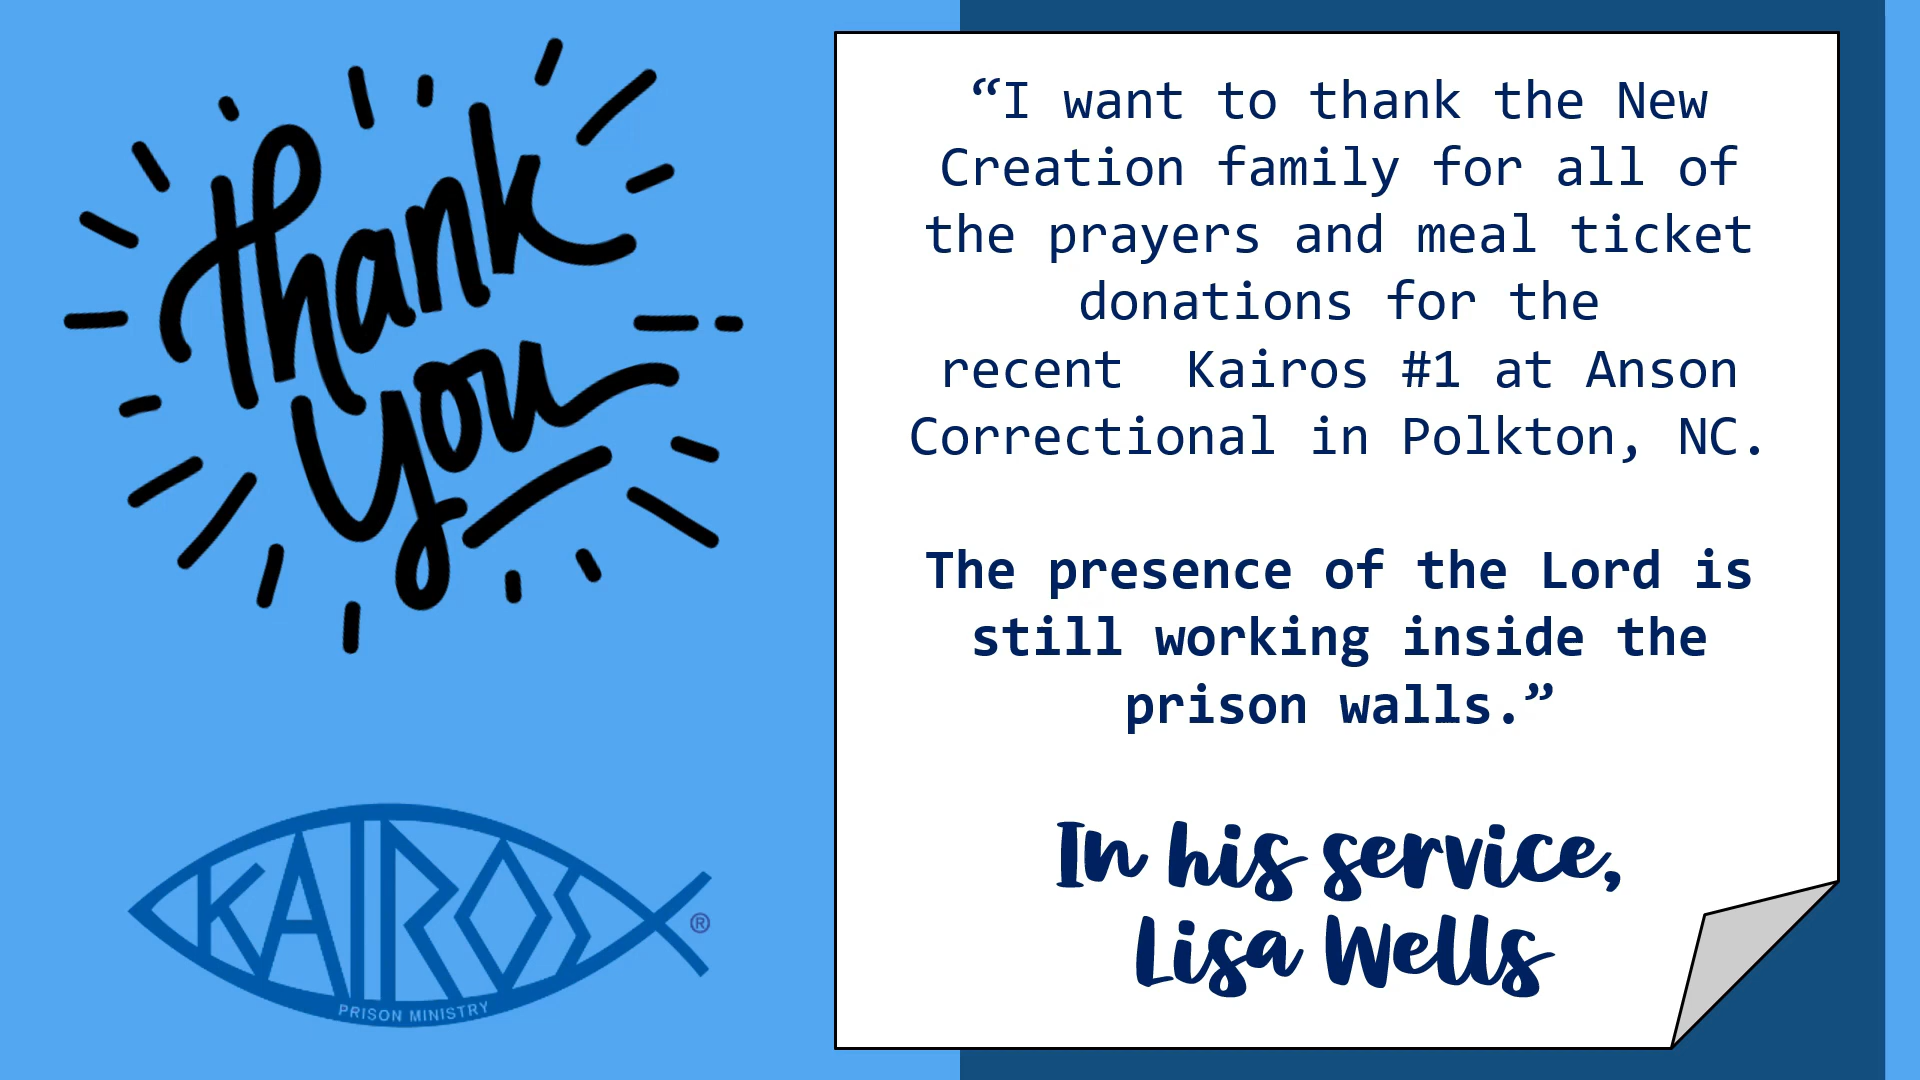 thank
you
KAIROS
®
PRISON MINISTRY
“I want to thank the New
Creation family for all of
the prayers and meal ticket
donations for the
recent  Kairos #1 at Anson
Correctional in Polkton, NC.
The presence of the Lord is
still working inside the
prison walls.”
In his service,
Lisa Wells